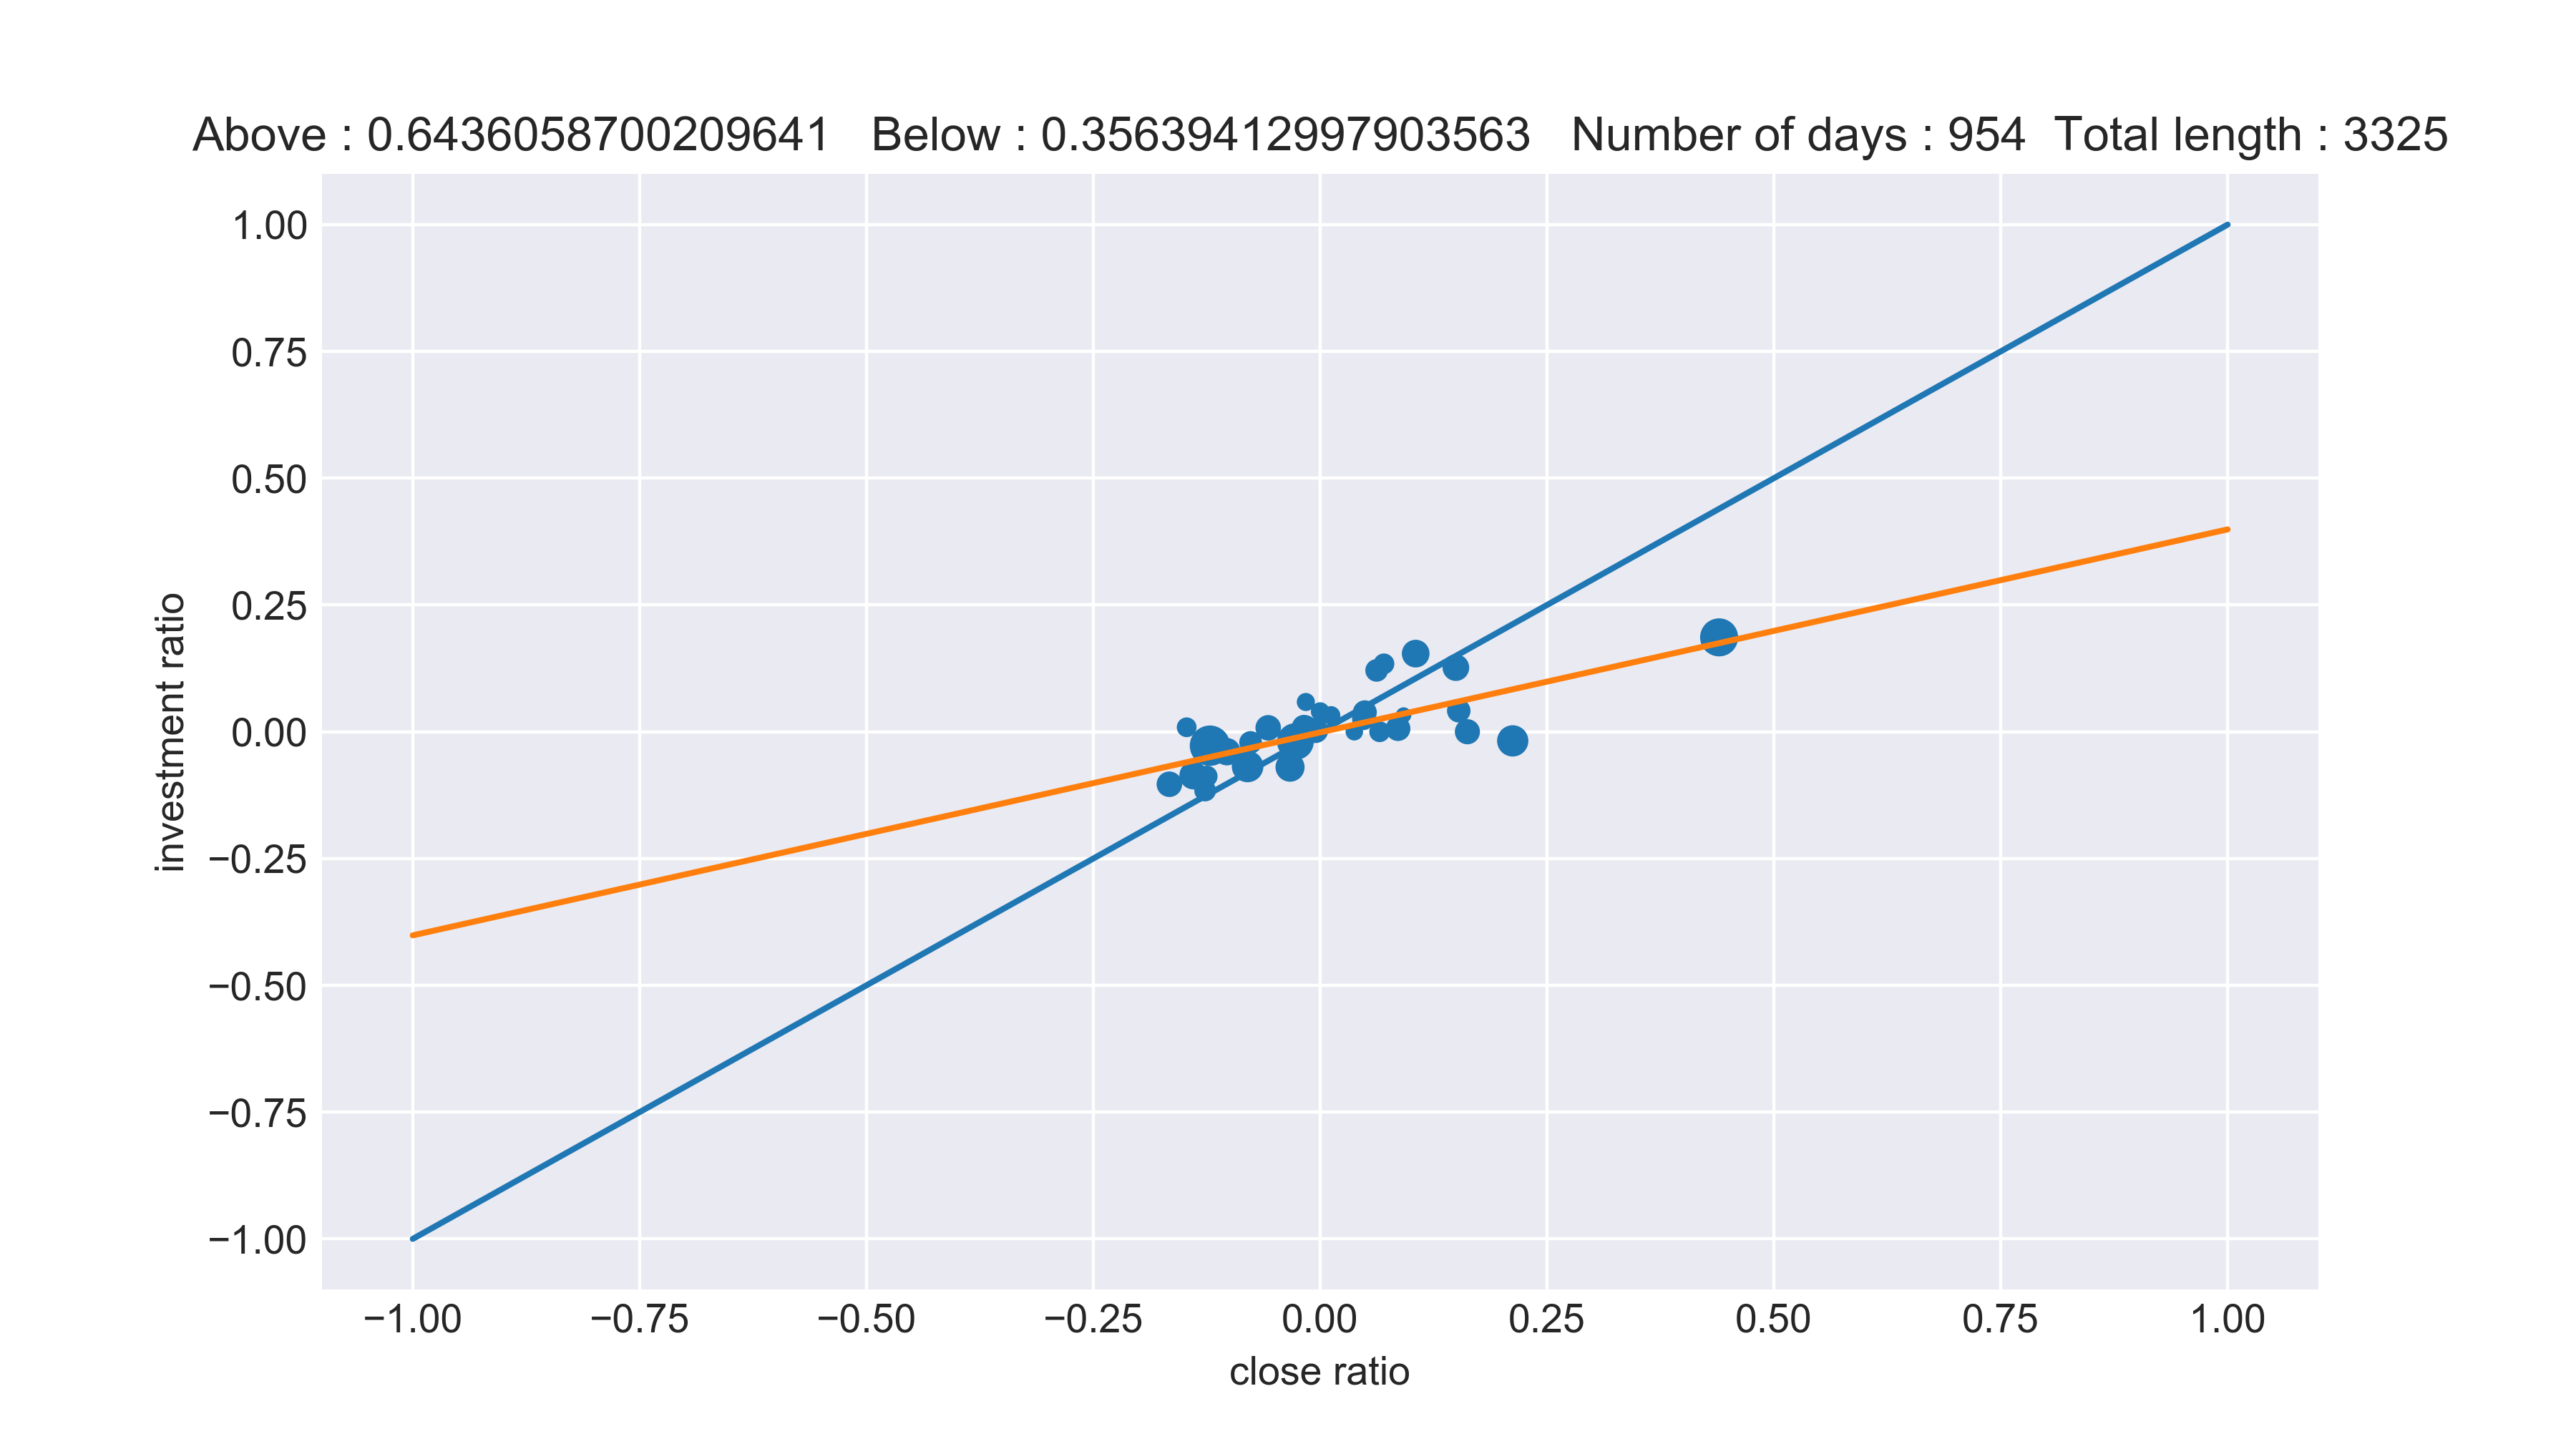 Above : 0.6436058700209641   Below : 0.356394129979035​63   Number of days : 954  Total length : 3325
1.00
0.75
0.50
0.25
0.00
−0.25
−0.50
−0.75
−1.00
investment ratio
−1.00 −0.75 −0.50 −0.25 0.00 0.25 0.50 0.75 1.00
close ratio